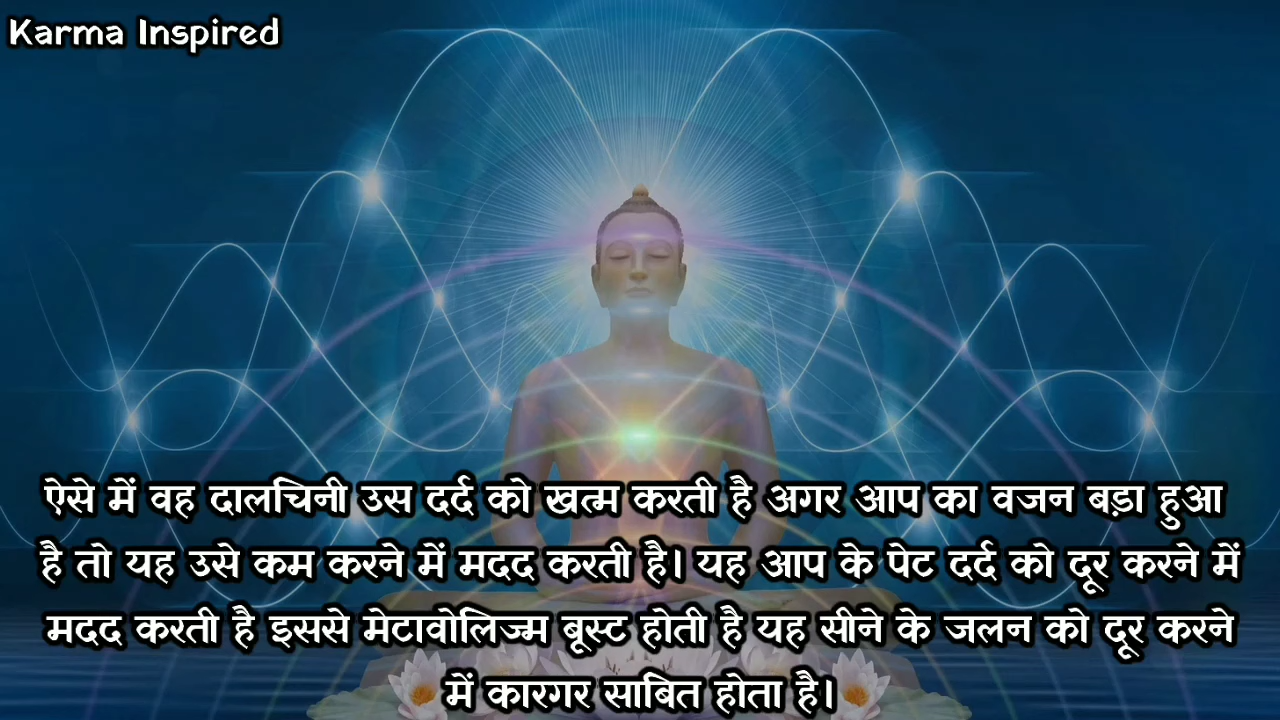 Karma Inspired
ऐसे में वह दालचिनी उस दर्द को खत्म करती है अगर आप का वजन बड़ा हुआ
है तो यह उसे कम करने में मदद करती है। यह आप के पेट दर्द को दूर करने में
मदद करती है इससे मेटावोलिज्म बूस्ट होती है यह सीने के जलन को दूर करने
में कारगर साबित होता है।